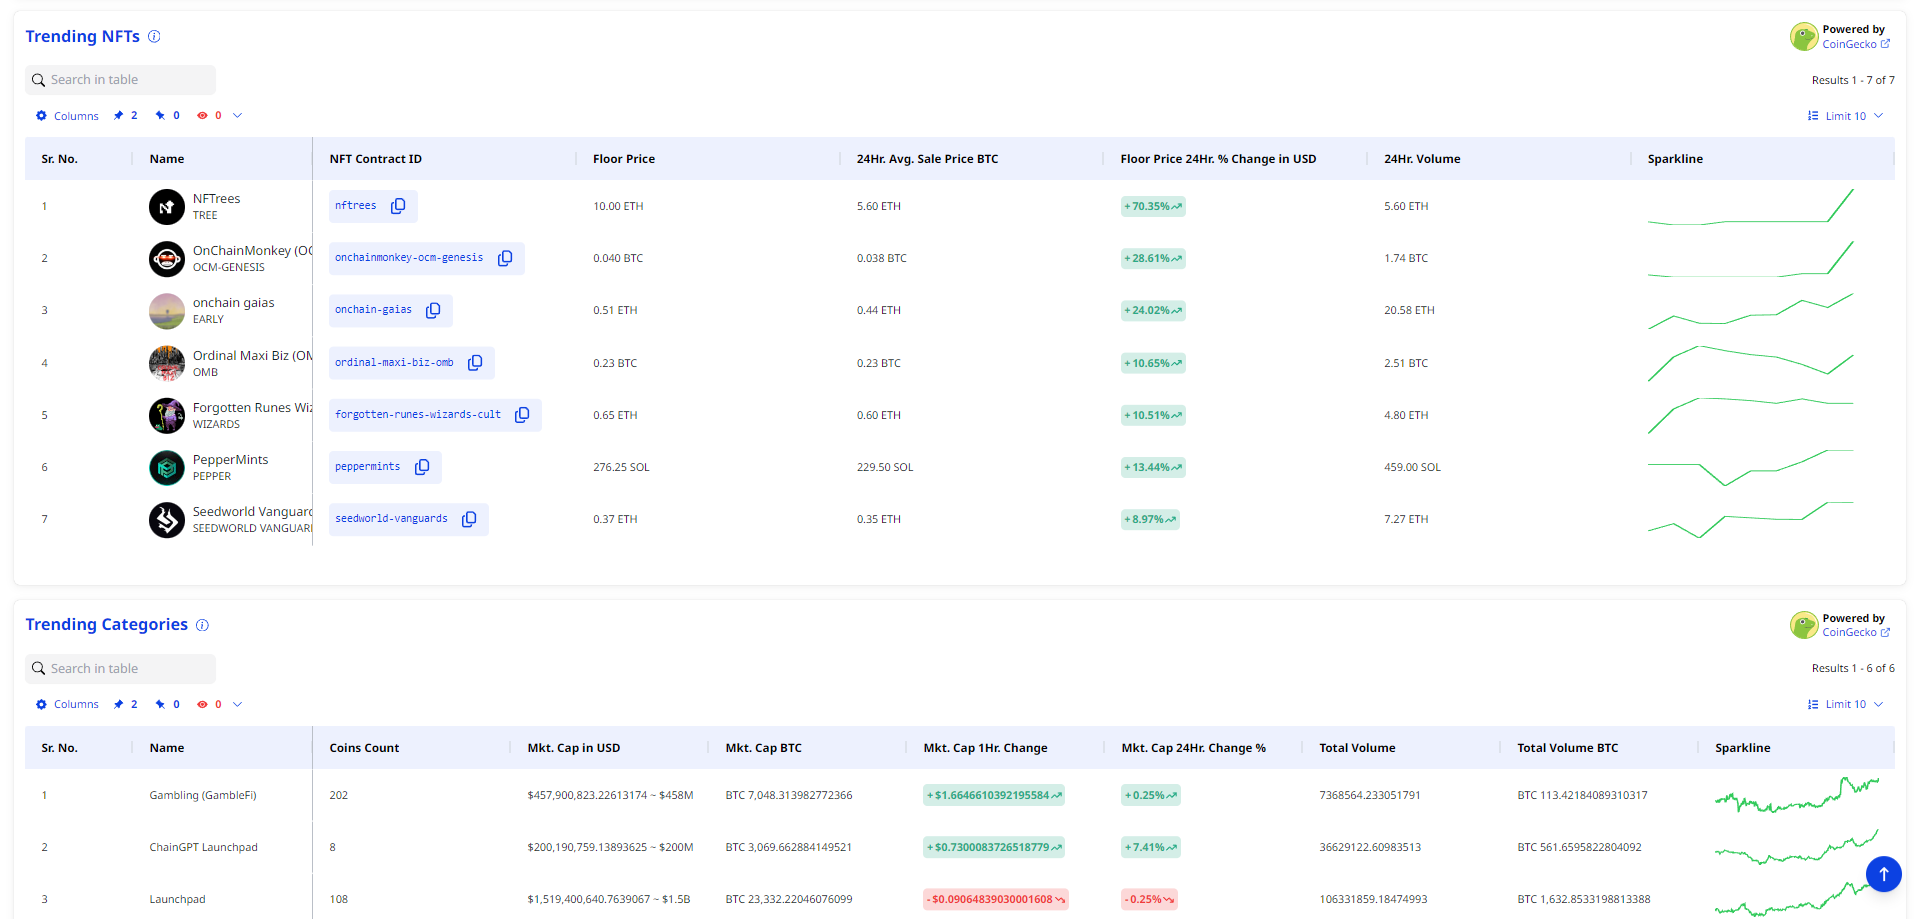 Trending NFTs
Powered by
CoinGecko
Search in table
Results 1 - 7 of 7
Columns 2 0 0
Limit 10
Sr. No. Name NFT Contract ID Floor Price 24Hr. Avg. Sale Price BTC Floor Price 24Hr. % Change in USD 24Hr. Volume Sparkline
1 NFTrees TREE nftrees 10.00 ETH 5.60 ETH +70.35% 5.60 ETH
2 OnChainMonkey (OC OCM-GENESIS onchainmonkey-ocm-genesis 0.040 BTC 0.038 BTC +28.61% 1.74 BTC
3 onchain gaias EARLY onchain-gaias 0.51 ETH 0.44 ETH +24.02% 20.58 ETH
4 Ordinal Maxi Biz (OM OMB ordinal-maxi-biz-omb 0.23 BTC 0.23 BTC +10.65% 2.51 BTC
5 Forgotten Runes Wiz WIZARDS forgotten-runes-wizards-cult 0.65 ETH 0.60 ETH +10.51% 4.80 ETH
6 PepperMints PEPPER peppermints 276.25 SOL 229.50 SOL +13.44% 459.00 SOL
7 Seedworld Vanguard SEEDWORLD VANGUARI seedworld-vanguards 0.37 ETH 0.35 ETH +8.97% 7.27 ETH
Trending Categories
Powered by
CoinGecko
Search in table
Results 1 - 6 of 6
Columns 2 0 0
Limit 10
Sr. No. Name Coins Count Mkt. Cap in USD Mkt. Cap BTC Mkt. Cap 1Hr. Change Mkt. Cap 24Hr. Change % Total Volume Total Volume BTC Sparkline
1 Gambling (GambleFi) 202 $457,900,823.22613174 ~ $458M BTC 7,048.313982772366 +$1.6646610392195584 +0.25% 7368564.233051791 BTC 113.42184089310317
2 ChainGPT Launchpad 8 $200,190,759.13893625 ~ $200M BTC 3,069.662884149521 +$0.7300083726518779 +7.41% 36629122.60983513 BTC 561.6595822804092
3 Launchpad 108 $1,519,400,640.7639067 ~ $1.5B BTC 23,332.22046076099 -$0.09064839030001608 -0.25% 106331859.18474993 BTC 1,632.8533198813388